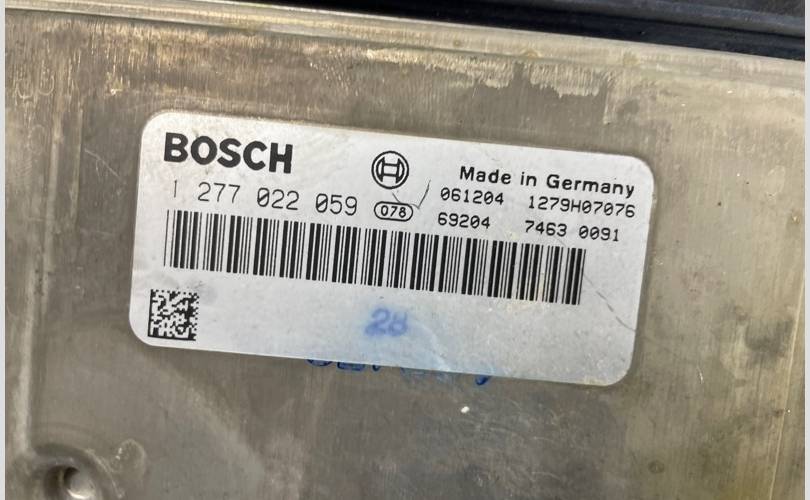 BOSCH
Made in Germany
1 277 022 059 078
061204 1279H07076
69204 7463 0091
28